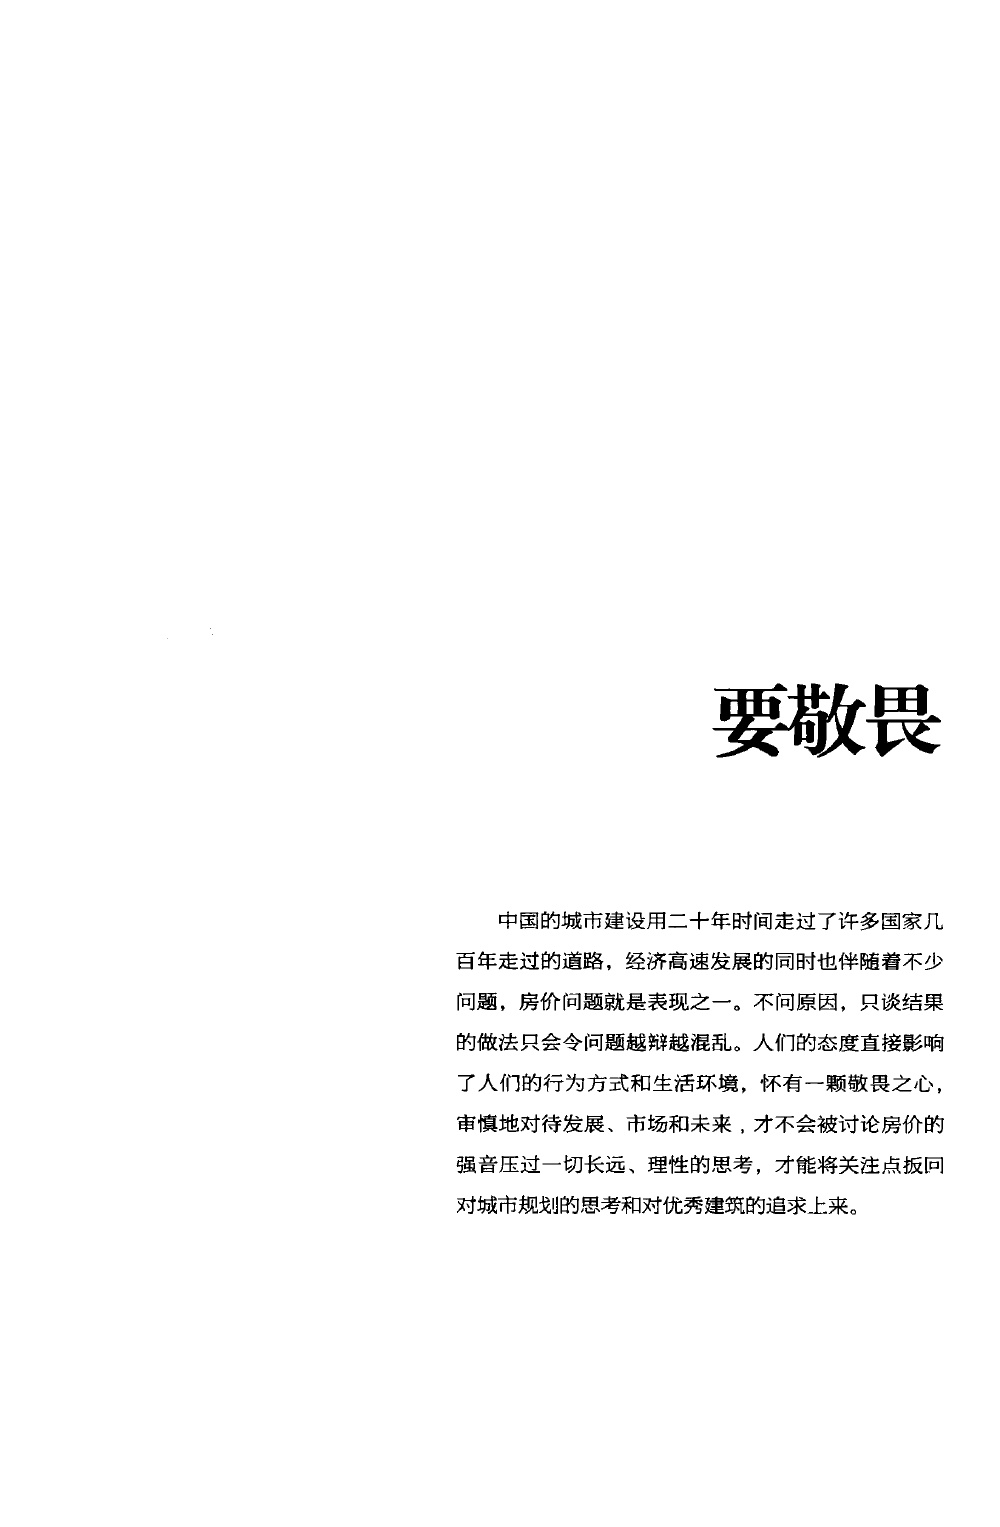 要敬畏
中国的城市建设用二十年时间走过了许多国家几
百年走过的道路，经济高速发展的同时也伴随着不少
问题，房价问题就是表现之一。不问原因，只谈结果
的做法只会令问题越辩越混乱。人们的态度直接影响
了人们的行为方式和生活环境，怀有一颗敬畏之心，
审慎地对待发展、市场和未来，才不会被讨论房价的
强音压过一切长远、理性的思考，才能将关注点扳回
对城市规划的思考和对优秀建筑的追求上来。